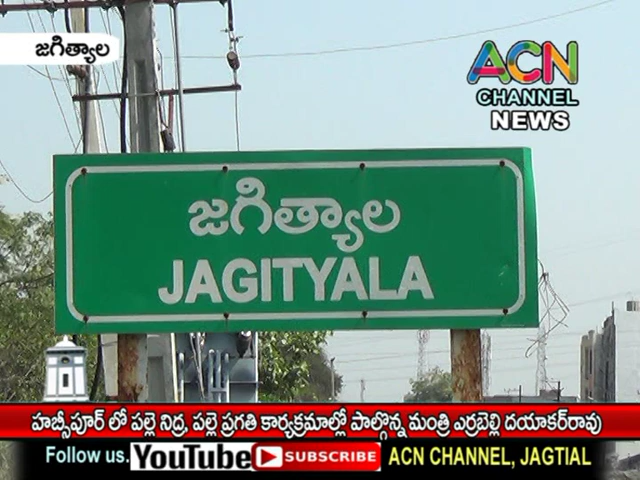 జగిత్యాల
ACN
CHANNEL
NEWS
జగిత్యాల
JAGITYALA
హబ్సీపూర్ లో పల్లె నిద్ర, పల్లె ప్రగతి కార్యక్రమాల్లో పాల్గొన్న మంత్రి ఎర్రబెల్లి దయాకర్‌రావు
Follow us. YouTube SUBSCRIBE ACN CHANNEL, JAGTIAL